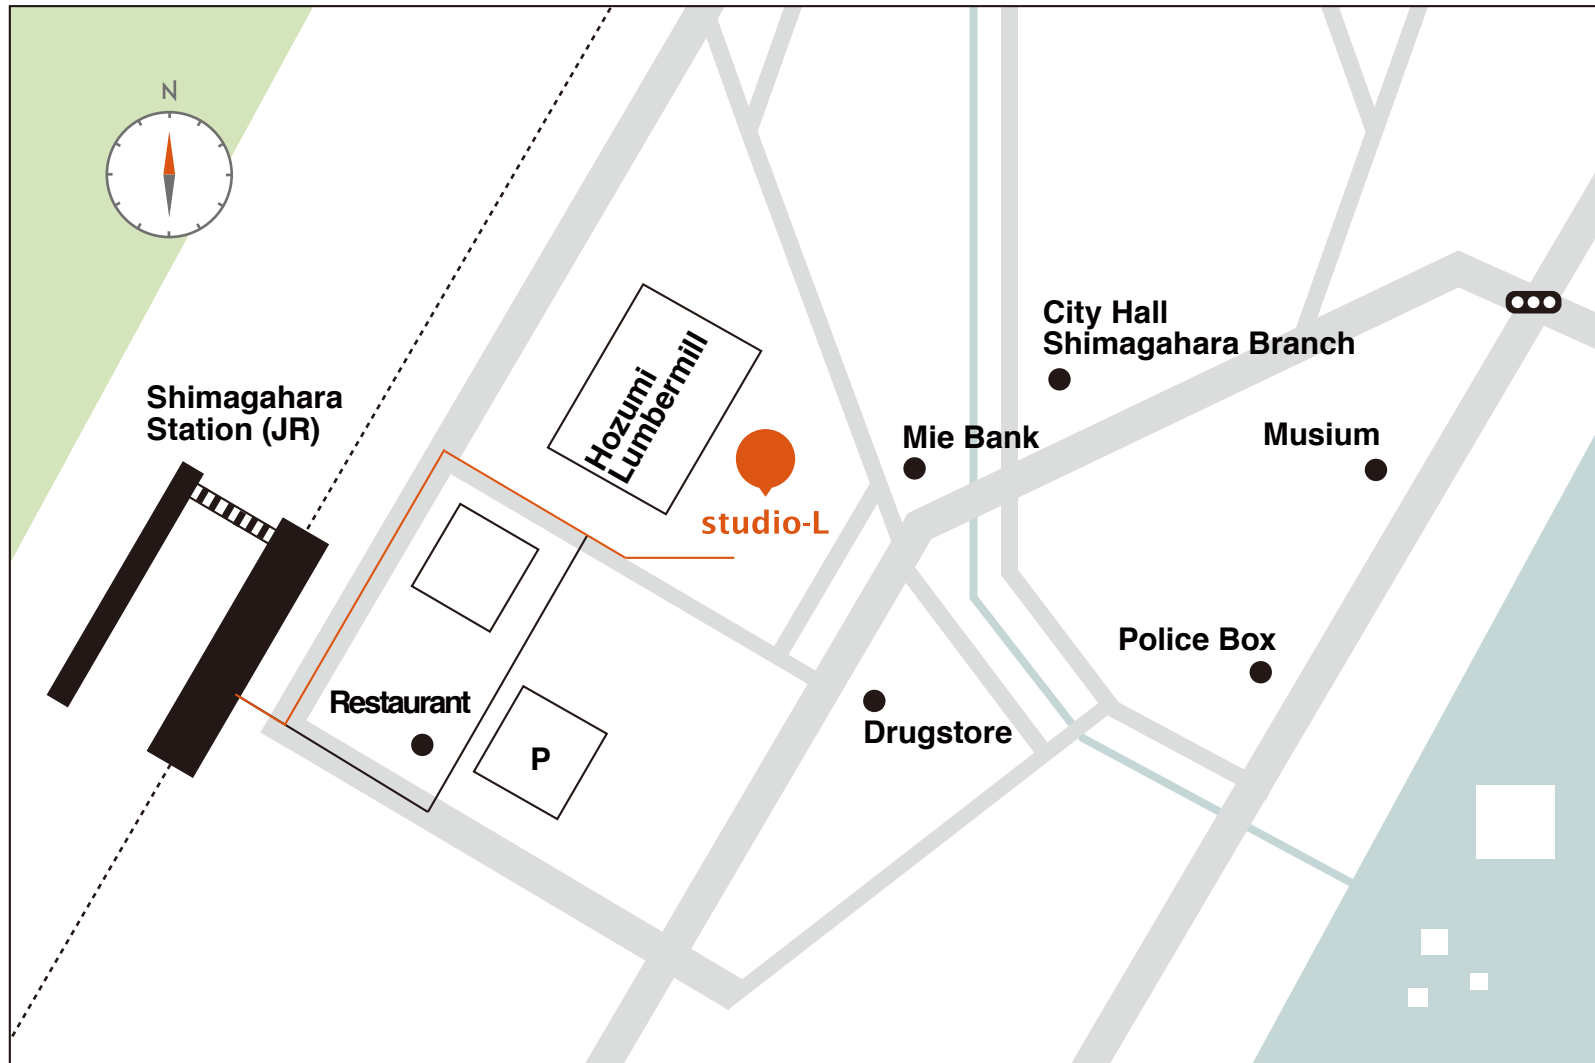 N
City Hall
Shimagahara Branch
Shimagahara
Station (JR)
Hozumi
Lumbermill
Mie Bank
Musium
studio-L
Police Box
Restaurant
Drugstore
P